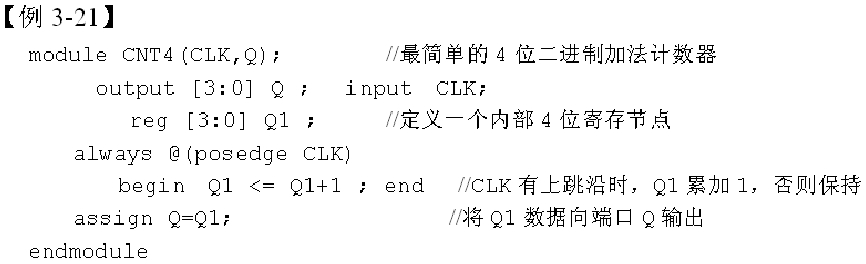 【例 3-21】
module CNT4(CLK,Q); //最简单的 4 位二进制加法计数器
output [3:0] Q ; input CLK;
reg [3:0] Q1 ; //定义一个内部 4 位寄存节点
always @(posedge CLK)
begin Q1 <= Q1+1 ; end //CLK 有上跳沿时，Q1 累加 1，否则保持
assign Q=Q1; //将 Q1 数据向端口 Q 输出
endmodule